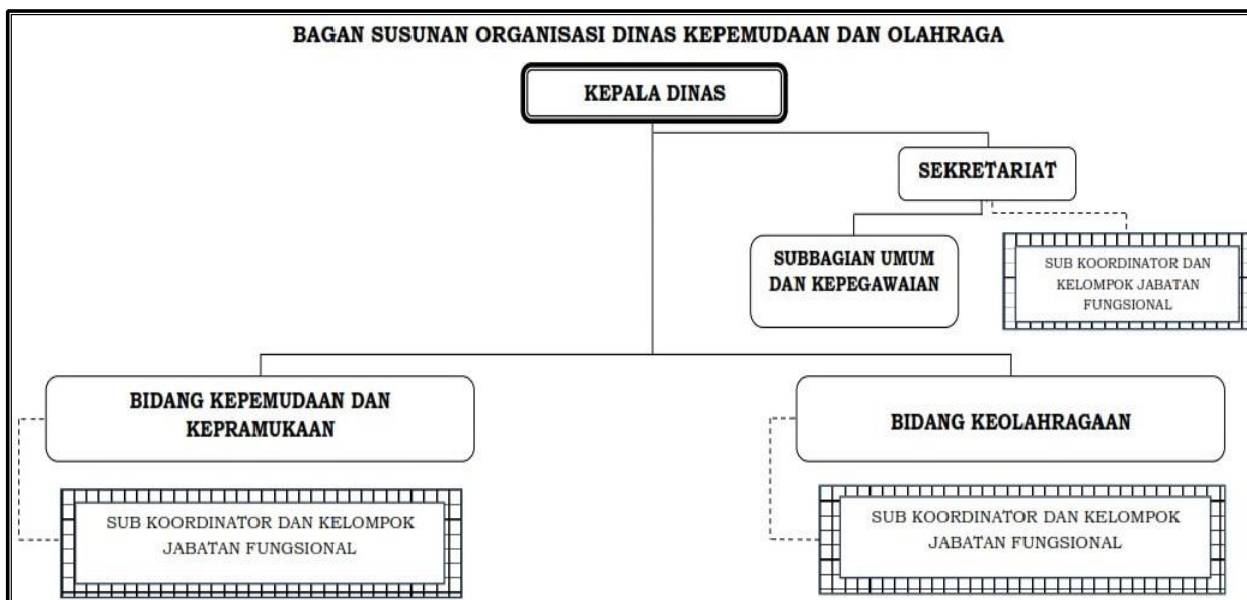 BAGAN SUSUNAN ORGANISASI DINAS KEPEMUDAAN DAN OLAHRAGA
KEPALA DINAS
SEKRETARIAT
SUBBAGIAN UMUM
DAN KEPEGAWAIAN
SUB KOORDINATOR DAN
KELOMPOK JABATAN
FUNGSIONAL
BIDANG KEPEMUDAAN DAN
KEPRAMUKAAN
BIDANG KEOLAHRAGAAN
SUB KOORDINATOR DAN KELOMPOK
JABATAN FUNGSIONAL
SUB KOORDINATOR DAN KELOMPOK
JABATAN FUNGSIONAL